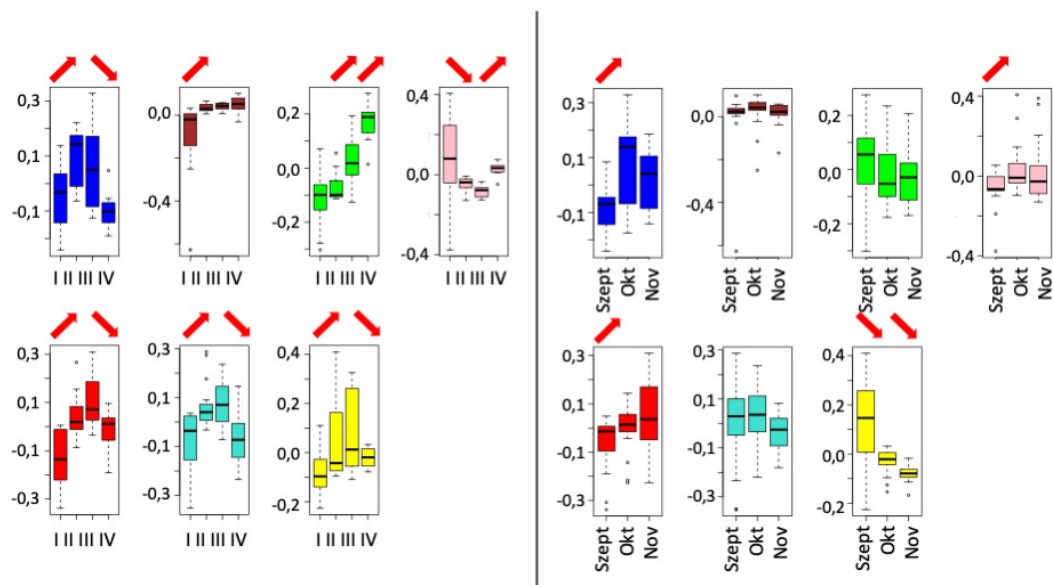 0,3
0,1
-0,1
I II III IV
0,0
-0,4
I II III IV
0,2
0,0
-0,2
I II III IV
0,4
0,0
-0,4
I II III IV
0,3
0,1
-0,1
Szept
Okt
Nov
0,0
-0,4
Szept
Okt
Nov
0,2
0,0
-0,2
Szept
Okt
Nov
0,4
0,0
-0,4
Szept
Okt
Nov
0,3
0,1
-0,1
-0,3
I II III IV
0,3
0,1
-0,1
-0,3
I II III IV
0,4
0,2
0,0
-0,2
I II III IV
0,3
0,1
-0,1
-0,3
Szept
Okt
Nov
0,3
0,1
-0,1
-0,3
Szept
Okt
Nov
0,4
0,2
0,0
-0,2
Szept
Okt
Nov